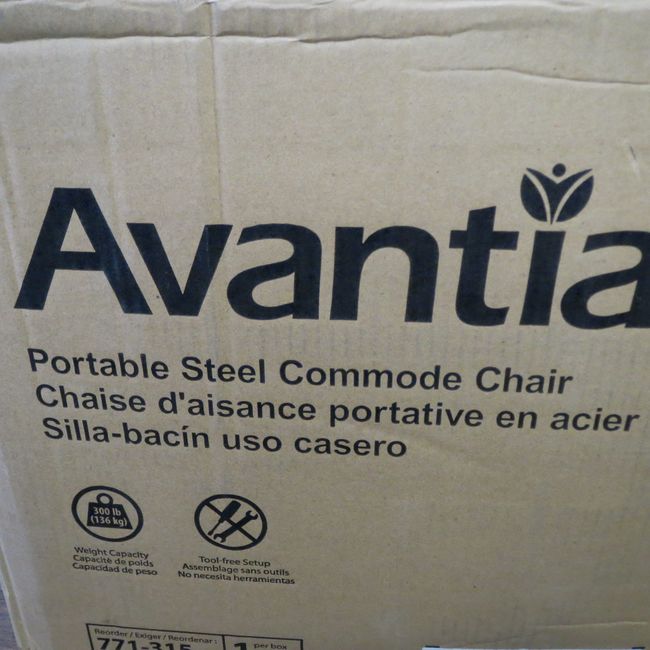 Avantia
Portable Steel Commode Chair
Chaise d'aisance portative en acier
Silla-bacín uso casero
300 lb
(136 kg)
Weight Capacity
Capacité de poids
Capacidad de peso
Tool-free Setup
Assemblage sans outils
No necesita herramientas
Reorder / Exiger / Reordenar :
771-315
1 per box